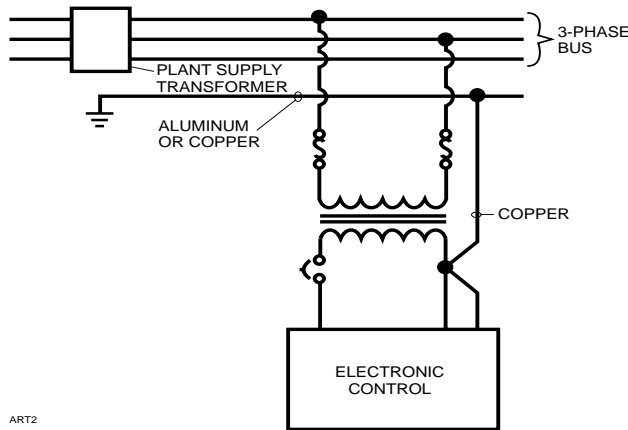 3-PHASE
BUS
PLANT SUPPLY
TRANSFORMER
ALUMINUM
OR COPPER
COPPER
ELECTRONIC
CONTROL
ART2